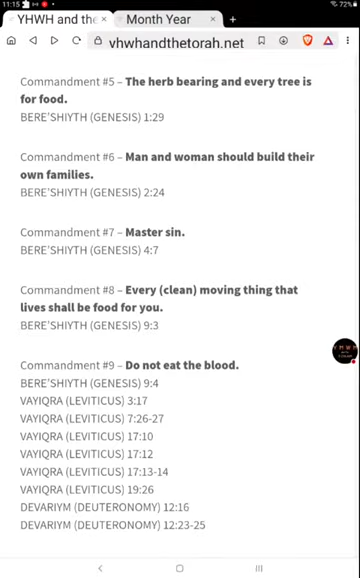 11:15
72%
YHWH and the ×
Month Year ×
+
yhwhandthetorah.net
Commandment #5 – The herb bearing and every tree is
for food.
BERE'SHIYTH (GENESIS) 1:29
Commandment #6 – Man and woman should build their
own families.
BERE'SHIYTH (GENESIS) 2:24
Commandment #7 – Master sin.
BERE'SHIYTH (GENESIS) 4:7
Commandment #8 – Every (clean) moving thing that
lives shall be food for you.
BERE'SHIYTH (GENESIS) 9:3
Commandment #9 – Do not eat the blood.
BERE'SHIYTH (GENESIS) 9:4
VAYIQRA (LEVITICUS) 3:17
VAYIQRA (LEVITICUS) 7:26-27
VAYIQRA (LEVITICUS) 17:10
VAYIQRA (LEVITICUS) 17:12
VAYIQRA (LEVITICUS) 17:13-14
VAYIQRA (LEVITICUS) 19:26
DEVARIYM (DEUTERONOMY) 12:16
DEVARIYM (DEUTERONOMY) 12:23-25